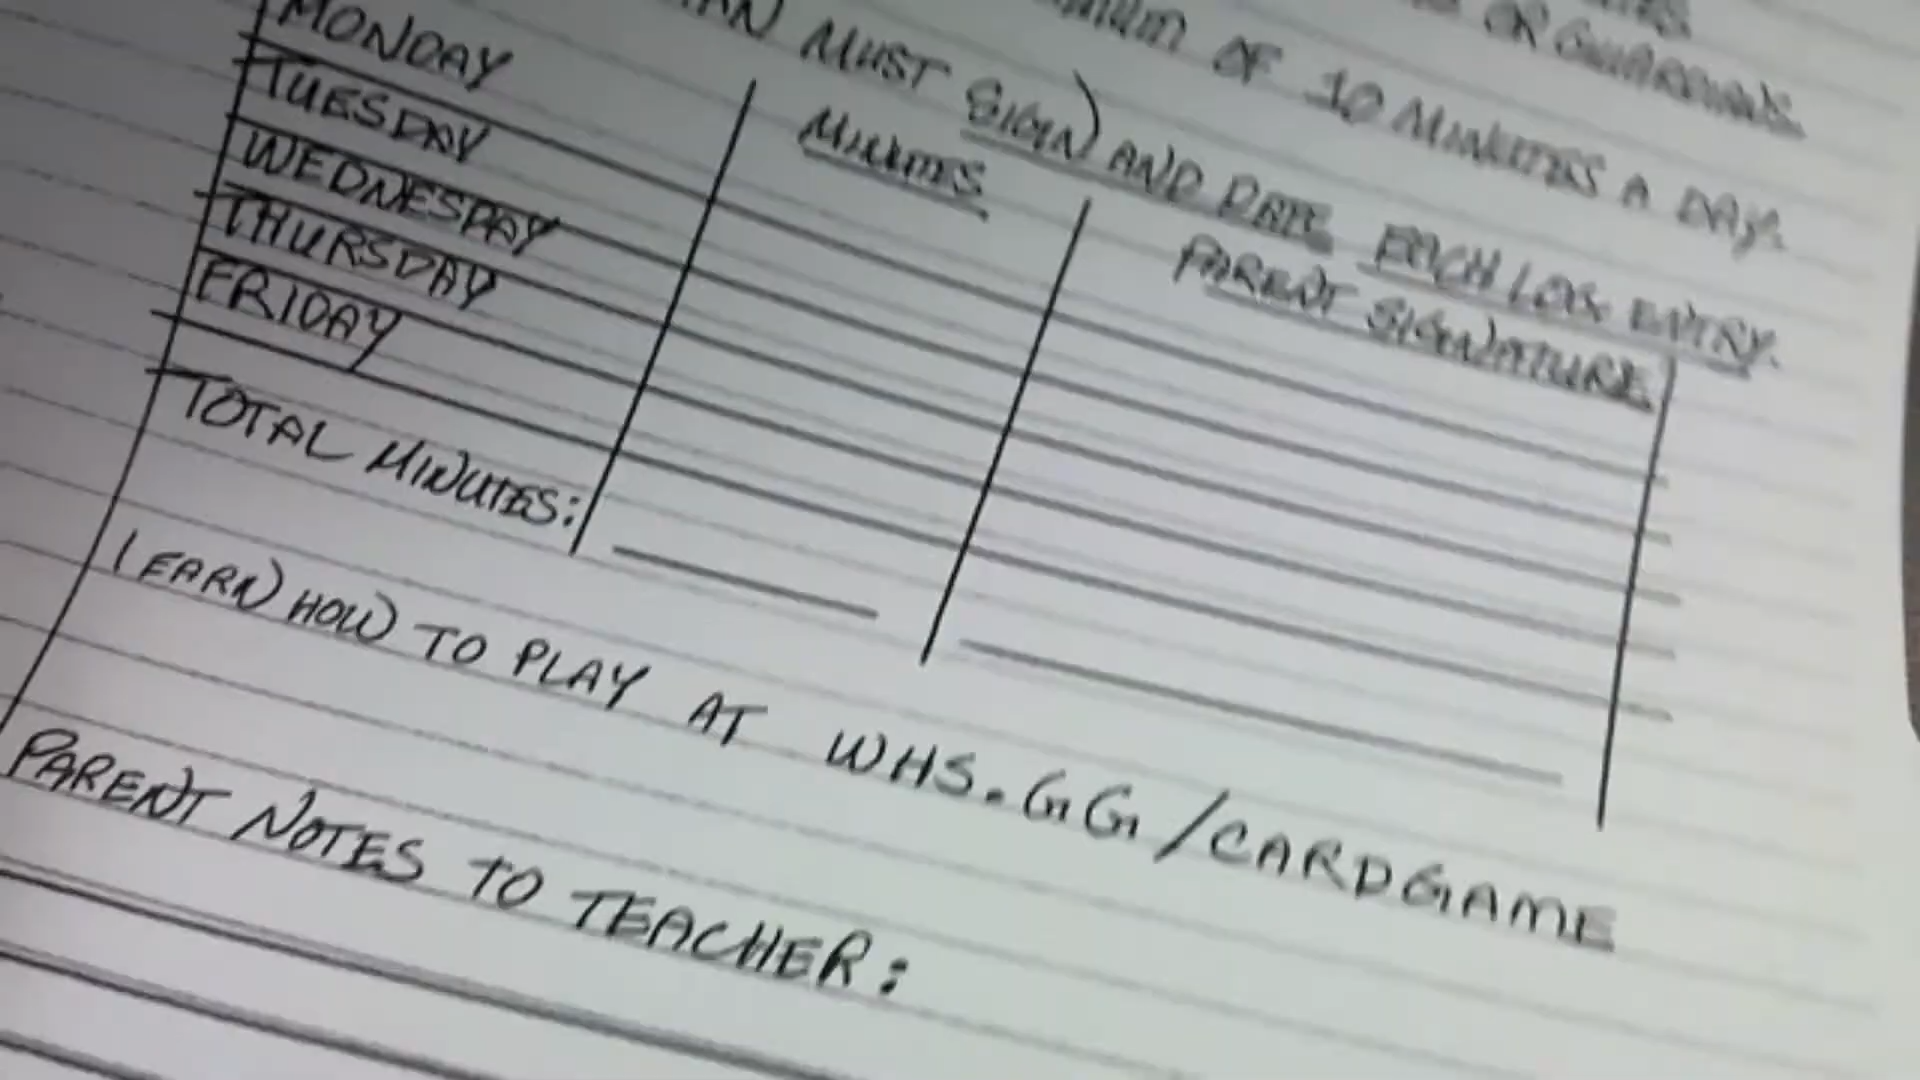 OR GUARDIANS.
OF 10 MINUTES A DAY.
MUST SIGN) AND DATE EACH LOG ENTRY.
MINUTES
PARENT SIGNATURE
MONDAY
TUESDAY
WEDNESDAY
THURSDAY
FRIDAY
TOTAL MINUTES:
LEARN HOW TO PLAY AT WHS.GG/CARDGAME
PARENT NOTES TO TEACHER: